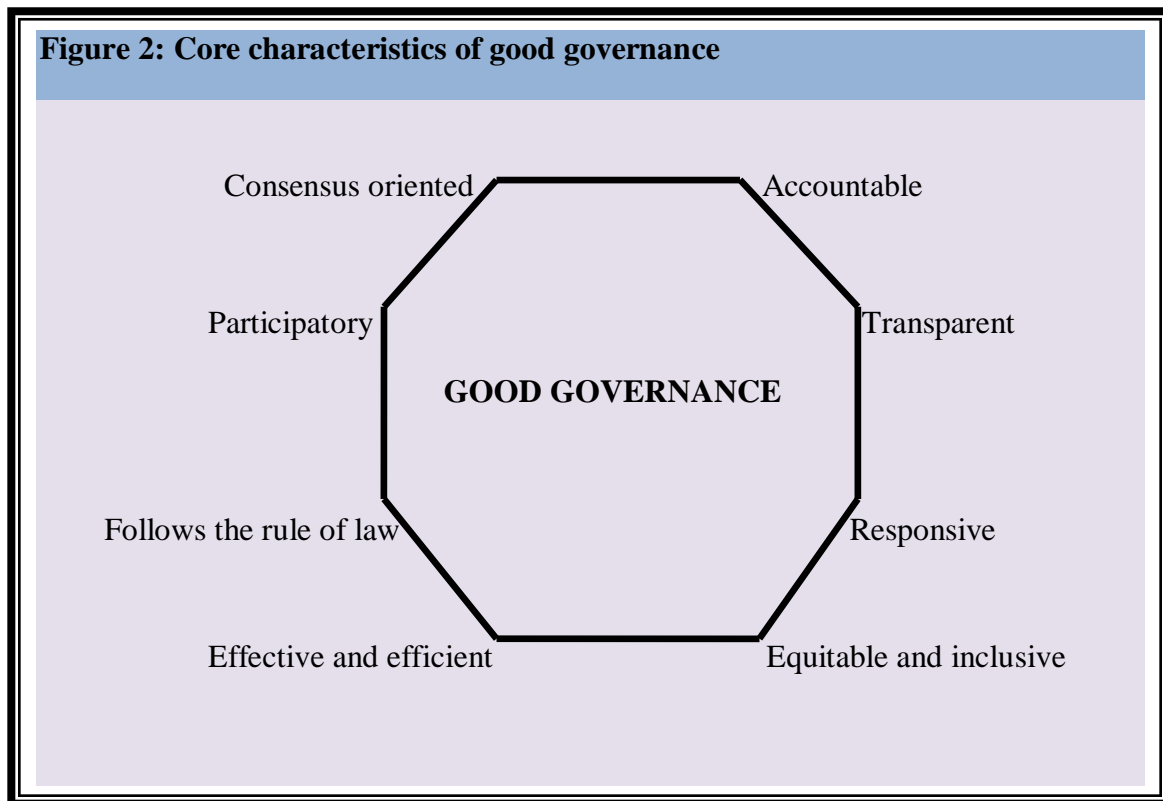 Figure 2: Core characteristics of good governance
Consensus oriented
Accountable
Participatory
Transparent
GOOD GOVERNANCE
Follows the rule of law
Responsive
Effective and efficient
Equitable and inclusive